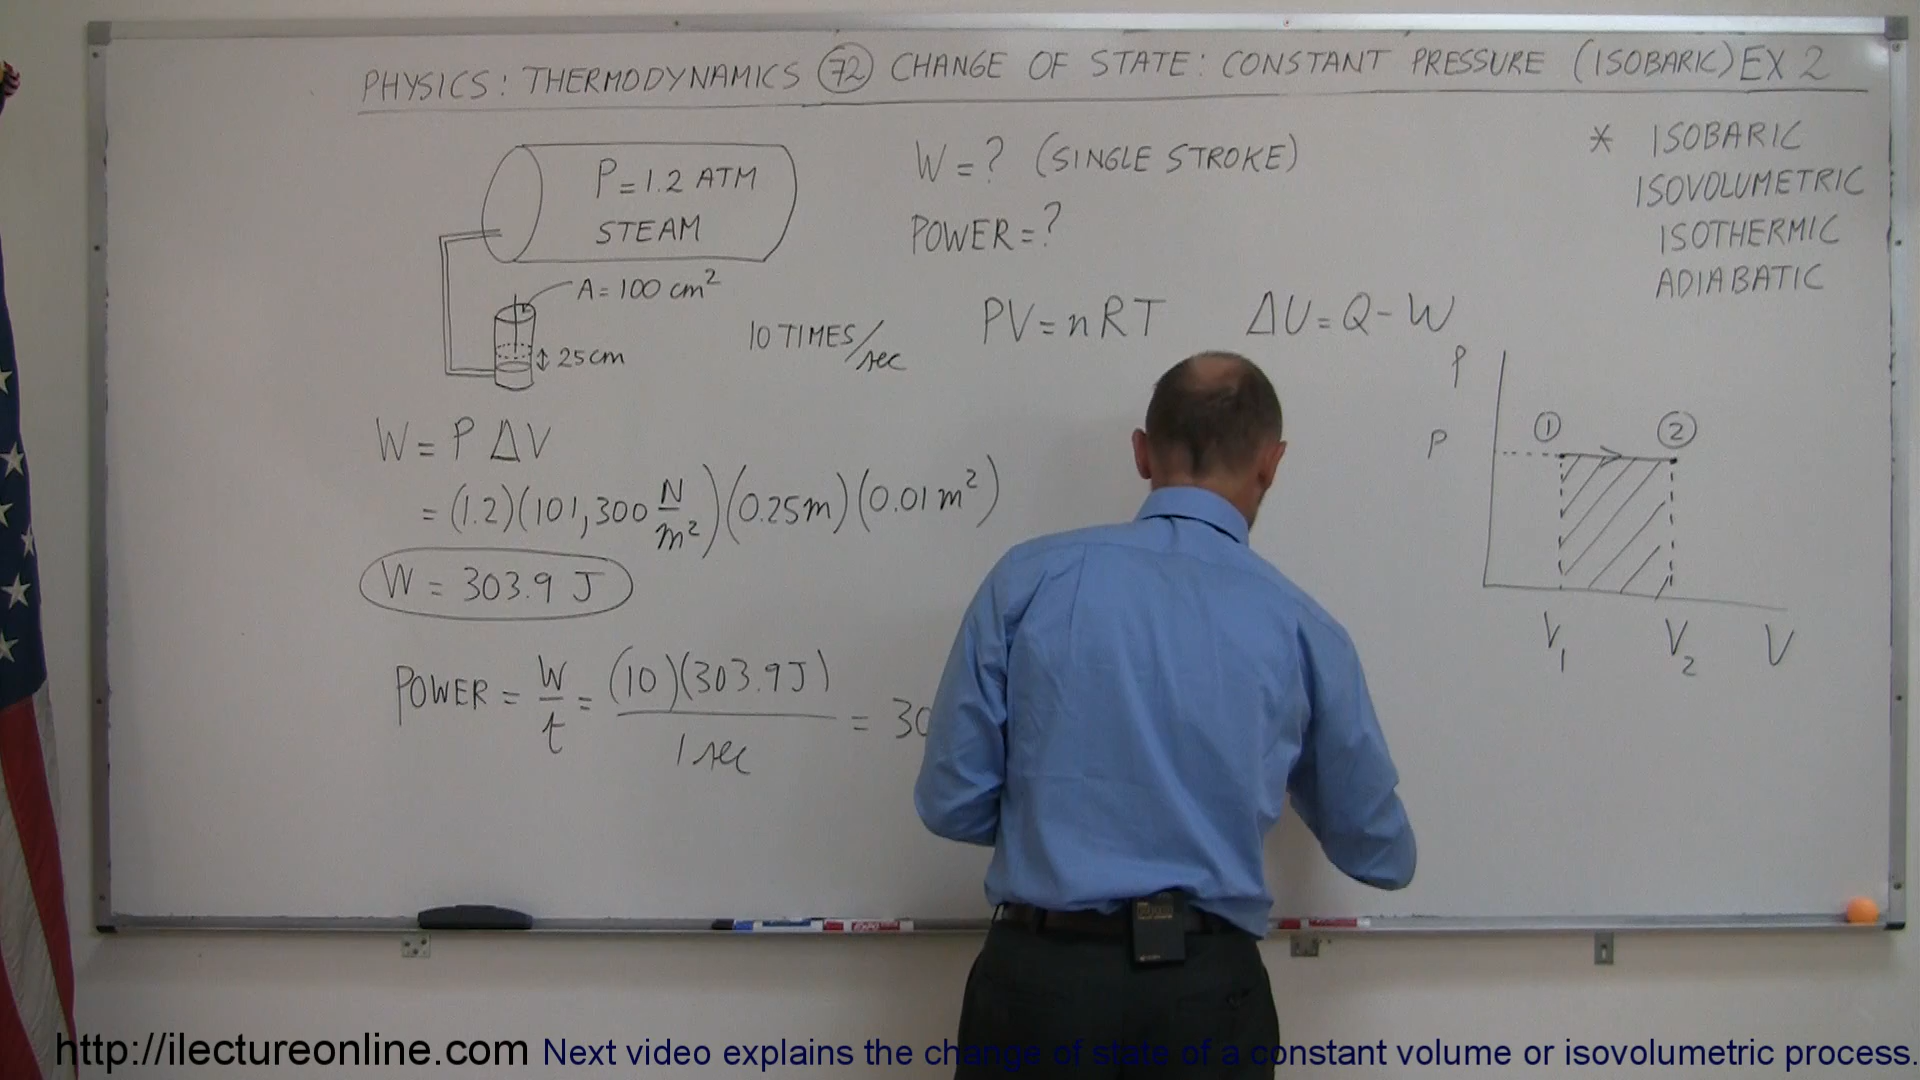 PHYSICS: THERMODYNAMICS 72 CHANGE OF STATE: CONSTANT PRESSURE (ISOBARIC) EX 2
P = 1.2 ATM
STEAM
A = 100 cm²
25cm
10 TIMES/sec
W = ? (SINGLE STROKE)
POWER = ?
PV = nRT ΔU = Q - W
* ISOBARIC
ISOVOLUMETRIC
ISOTHERMIC
ADIABATIC
W = P ΔV
= (1.2)(101,300 N/m²)(0.25m)(0.01m²)
W = 303.9 J
POWER = W/t = (10)(303.9J)/1 sec = 30
P
P
1 2
V₁ V₂ V
http://ilectureonline.com Next video explains the change of state of a constant volume or isovolumetric process.